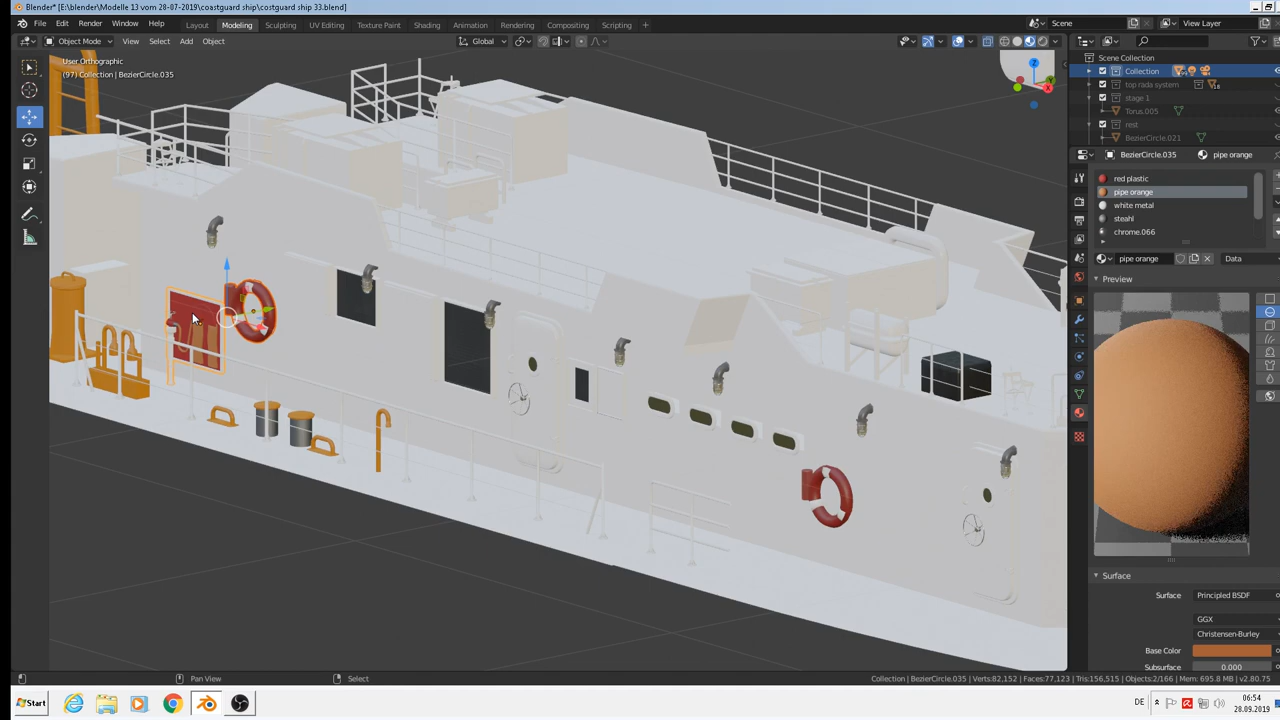 Blender* [E:\blender\Modelle 13 vom 28-07-2019\coastguard ship\costguard ship 33.blend]
File Edit Render Window Help Layout Modeling Sculpting UV Editing Texture Paint Shading Animation Rendering Compositing Scripting + Scene View Layer
Object Mode View Select Add Object Global
User Orthographic
(97) Collection | BezierCircle.035
Scene Collection
Collection
top rada system
stage 1
Torus.005
rest
BezierCircle.021
BezierCircle.035 pipe orange
red plastic
pipe orange
white metal
steahl
chrome.066
pipe orange Data
Preview
Surface
Surface Principled BSDF
GGX
Christensen-Burley
Base Color
Subsurface 0.000
Pan View Select Collection | BezierCircle.035 | Verts:82,152 | Faces:77,123 | Tris:156,515 | Objects:2/166 | Mem: 695.8 MB | v2.80.75
Start DE 06:54
28.09.2019